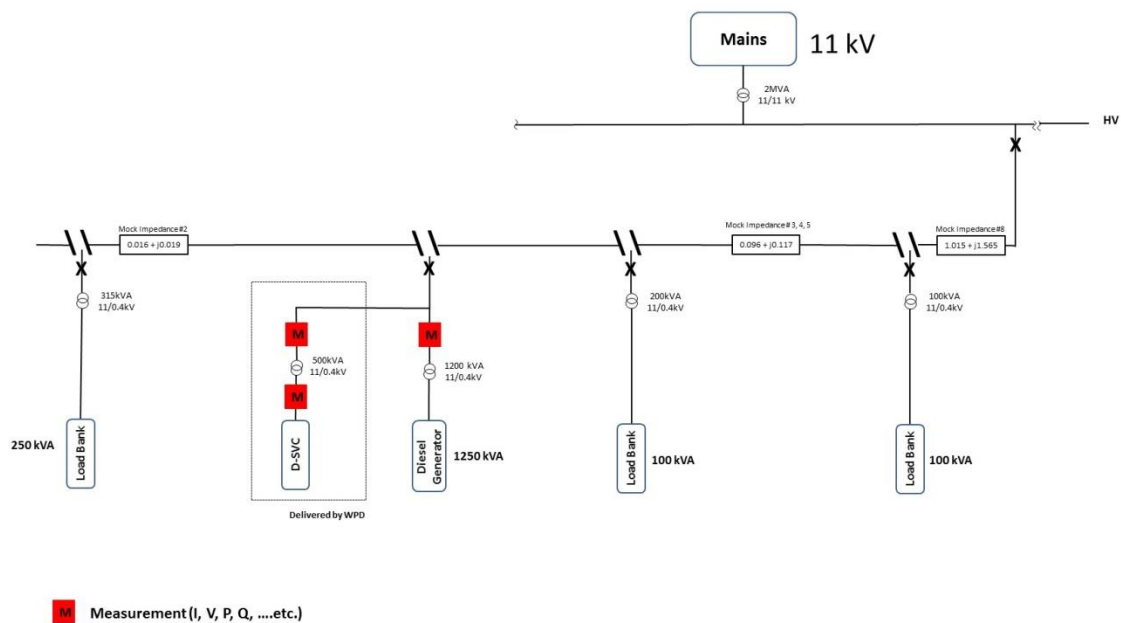 Mains
11 kV
2MVA
11/11 kV
HV
X
Mock Impedance#2
0.016 + j0.019
Mock Impedance# 3, 4, 5
0.096 + j0.117
Mock Impedance#8
1.015 + j1.565
X
X
X
X
315kVA
11/0.4kV
200kVA
11/0.4kV
100kVA
11/0.4kV
M
M
500kVA
11/0.4kV
1200 kVA
11/0.4kV
M
250 kVA
Load Bank
D-SVC
Diesel
Generator
1250 kVA
Load Bank
100 kVA
Load Bank
100 kVA
Delivered by WPD
M
Measurement (I, V, P, Q, ....etc.)